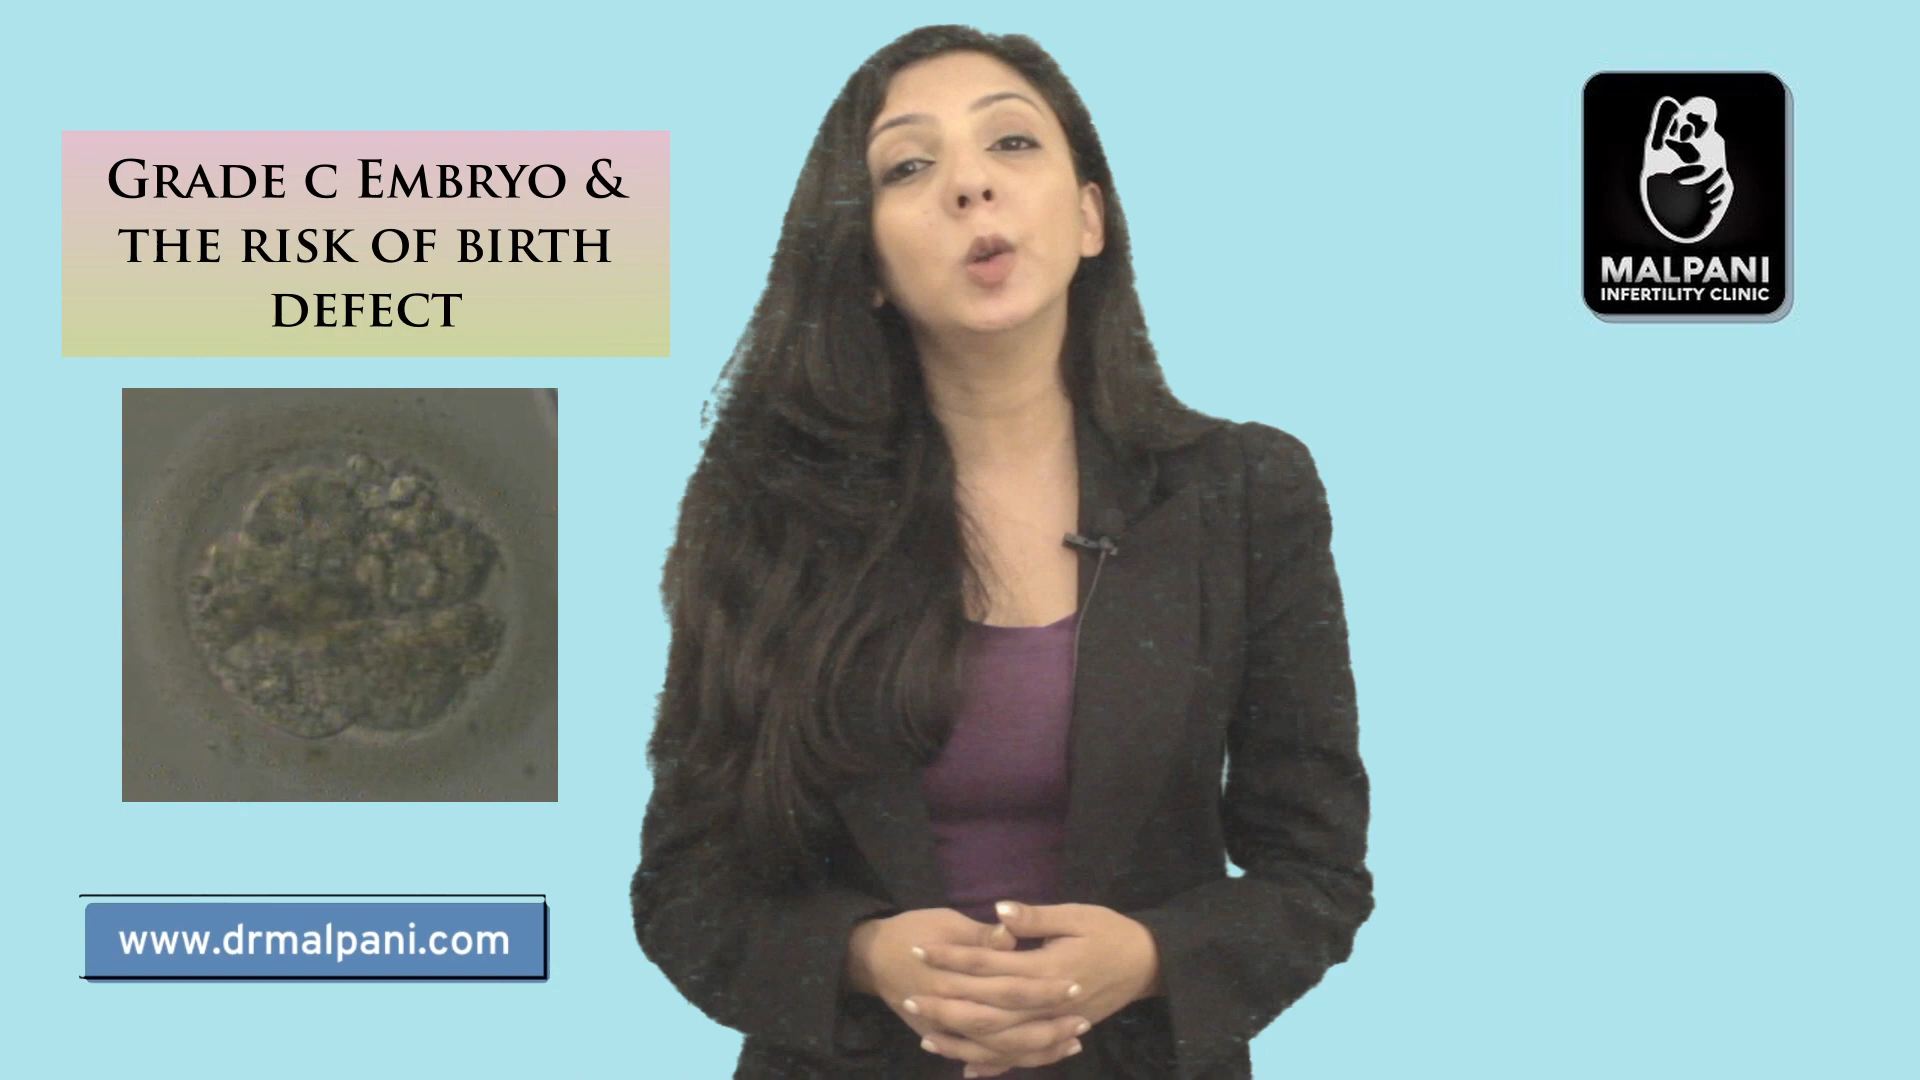 GRADE C EMBRYO &
THE RISK OF BIRTH
DEFECT
MALPANI
INFERTILITY CLINIC
www.drmalpani.com